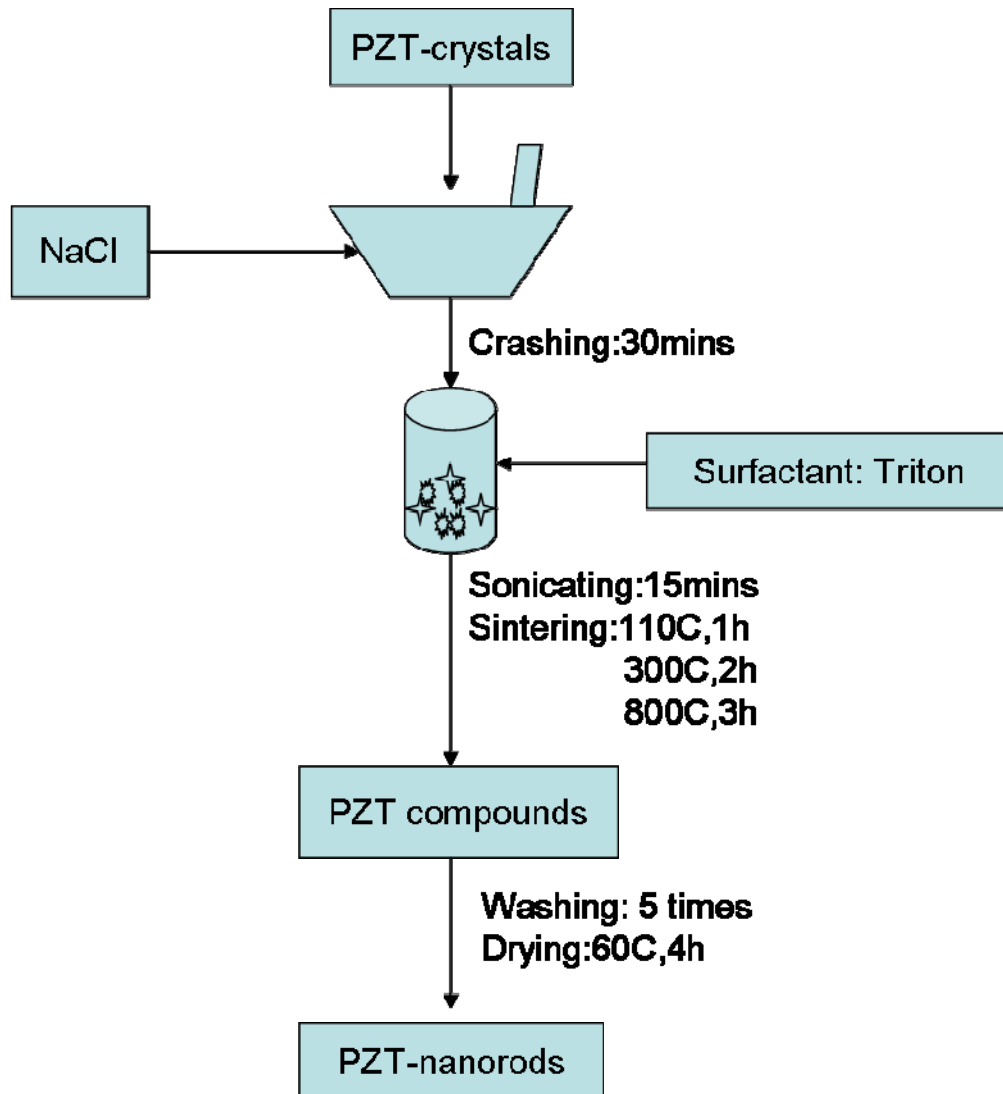 PZT-crystals
NaCl
Crashing:30mins
Surfactant: Triton
Sonicating:15mins
Sintering:110C,1h
300C,2h
800C,3h
PZT compounds
Washing: 5 times
Drying:60C,4h
PZT-nanorods